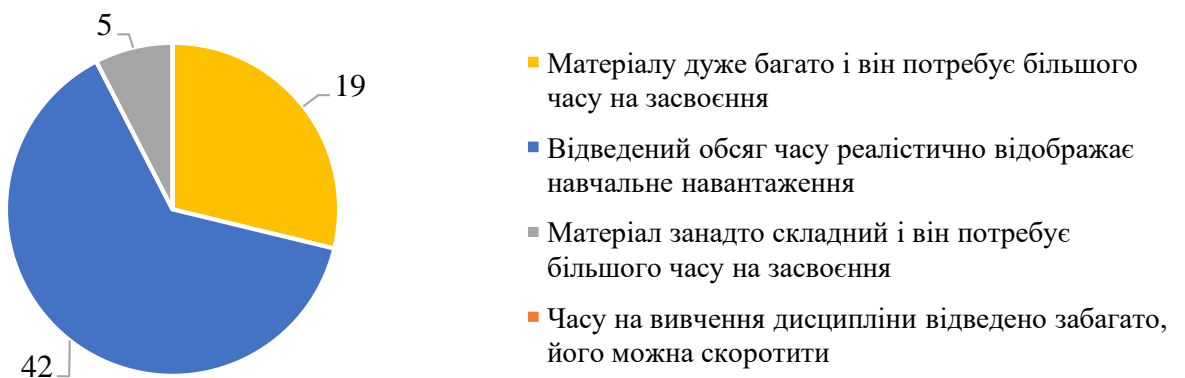 5
19
42
Матеріалу дуже багато і він потребує більшого
часу на засвоєння
Відведений обсяг часу реалістично відображає
навчальне навантаження
Матеріал занадто складний і він потребує
більшого часу на засвоєння
Часу на вивчення дисципліни відведено забагато,
його можна скоротити